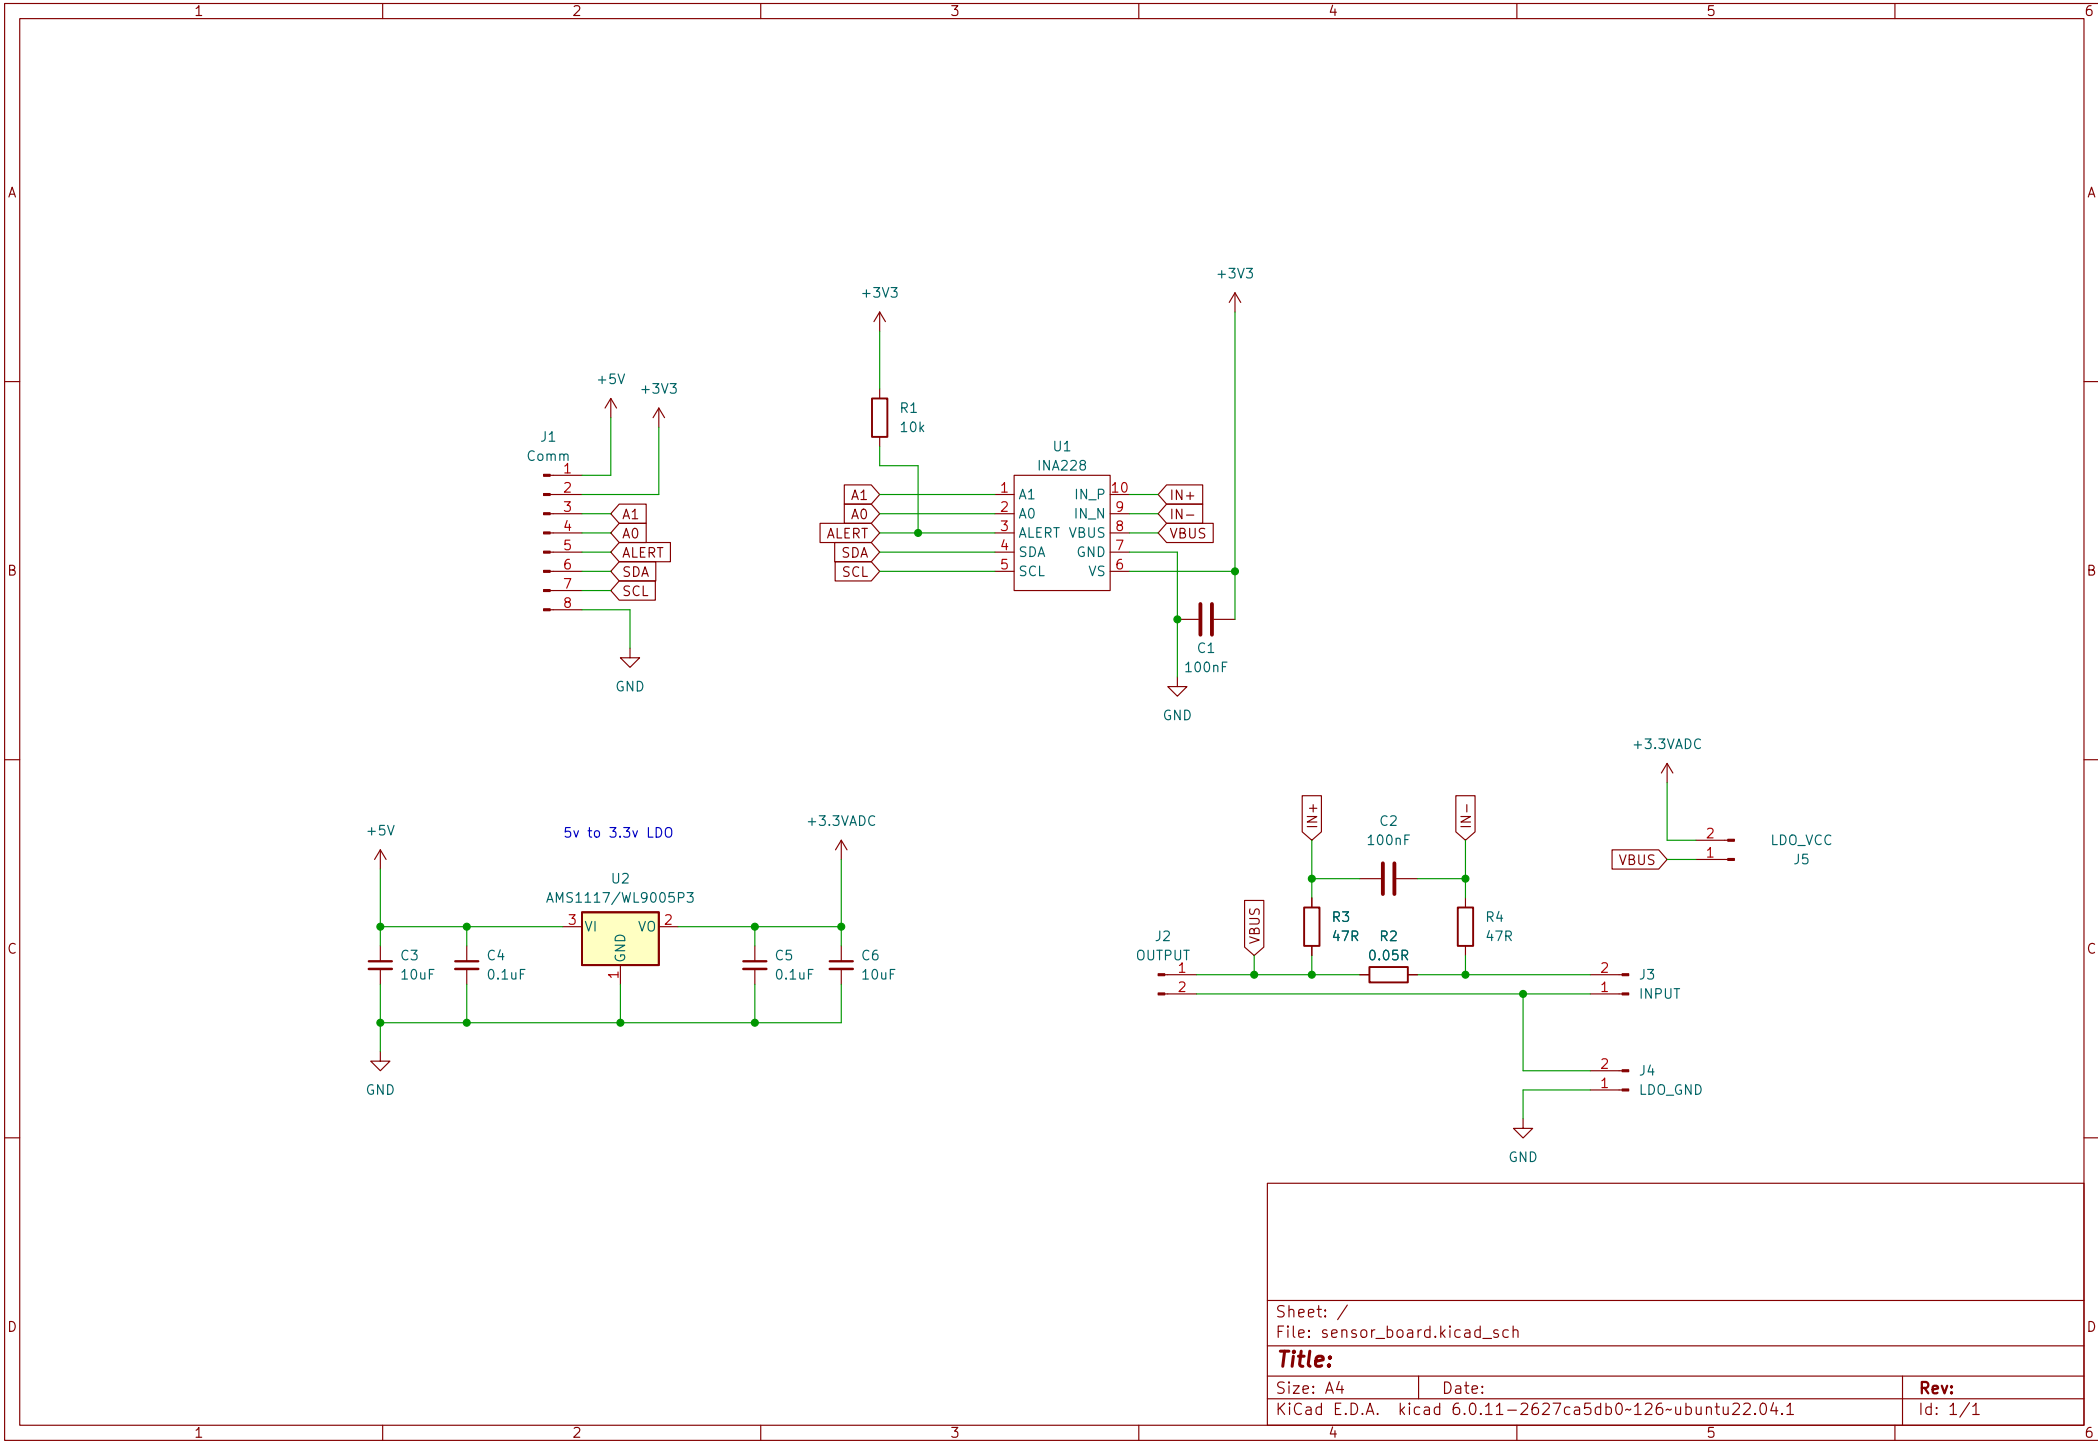 1 2 3 4 5 6
A A
+3V3
+3V3
+5V
+3V3
B B
J1
Comm
1
2
3 A1
4 A0
5 ALERT
6 SDA
7 SCL
8
GND
R1
10k
U1
INA228
A1 1 A1 IN_P 10 IN+
A0 2 A0 IN_N 9 IN-
ALERT 3 ALERT VBUS 8 VBUS
SDA 4 SDA GND 7
SCL 5 SCL VS 6
C1
100nF
GND
+3.3VADC
2 LDO_VCC
VBUS 1 J5
+5V
5v to 3.3v LDO
+3.3VADC
U2
AMS1117/WL9005P3
3 VI VO 2
GND
1
C3
10uF
C4
0.1uF
C5
0.1uF
C6
10uF
GND
C C
IN+
IN-
C2
100nF
VBUS
R3
47R
R4
47R
R2
0.05R
J2
OUTPUT
1
2
2 J3
1 INPUT
2 J4
1 LDO_GND
GND
D D
Sheet: /
File: sensor_board.kicad_sch
Title:
Size: A4 Date: Rev:
KiCad E.D.A. kicad 6.0.11-2627ca5db0~126~ubuntu22.04.1 Id: 1/1
1 2 3 4 5 6